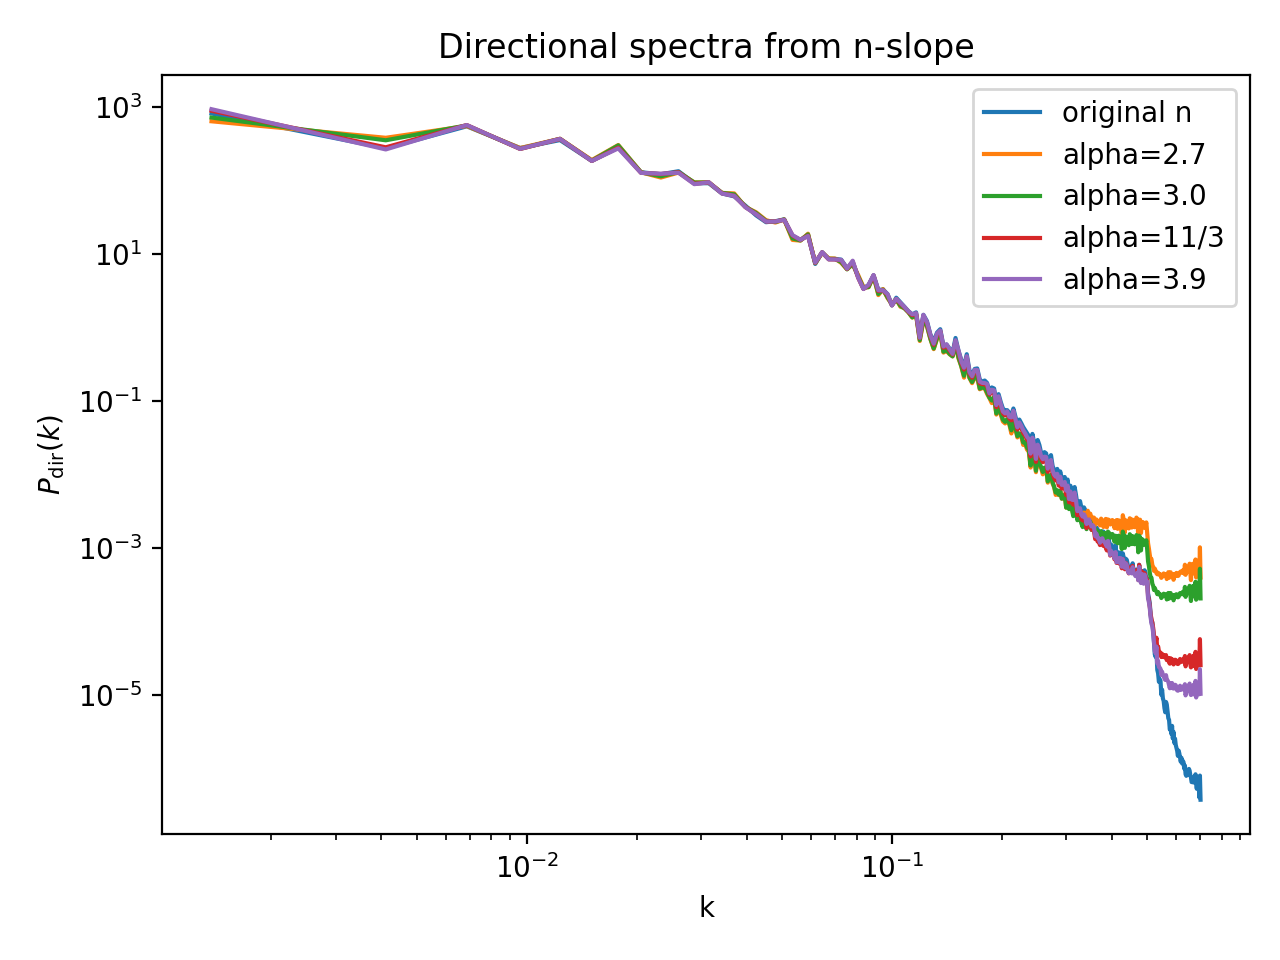 Directional spectra from n-slope
original n
alpha=2.7
alpha=3.0
alpha=11/3
alpha=3.9
10³
10¹
10⁻¹
10⁻³
10⁻⁵
P_dir(k)
10⁻²
10⁻¹
k